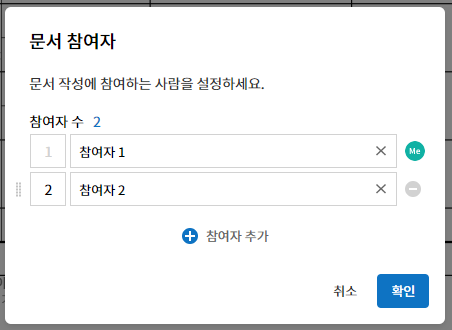 문서 참여자
문서 작성에 참여하는 사람을 설정하세요.
참여자 수 2
1 참여자 1 Me
2 참여자 2
참여자 추가
취소 확인